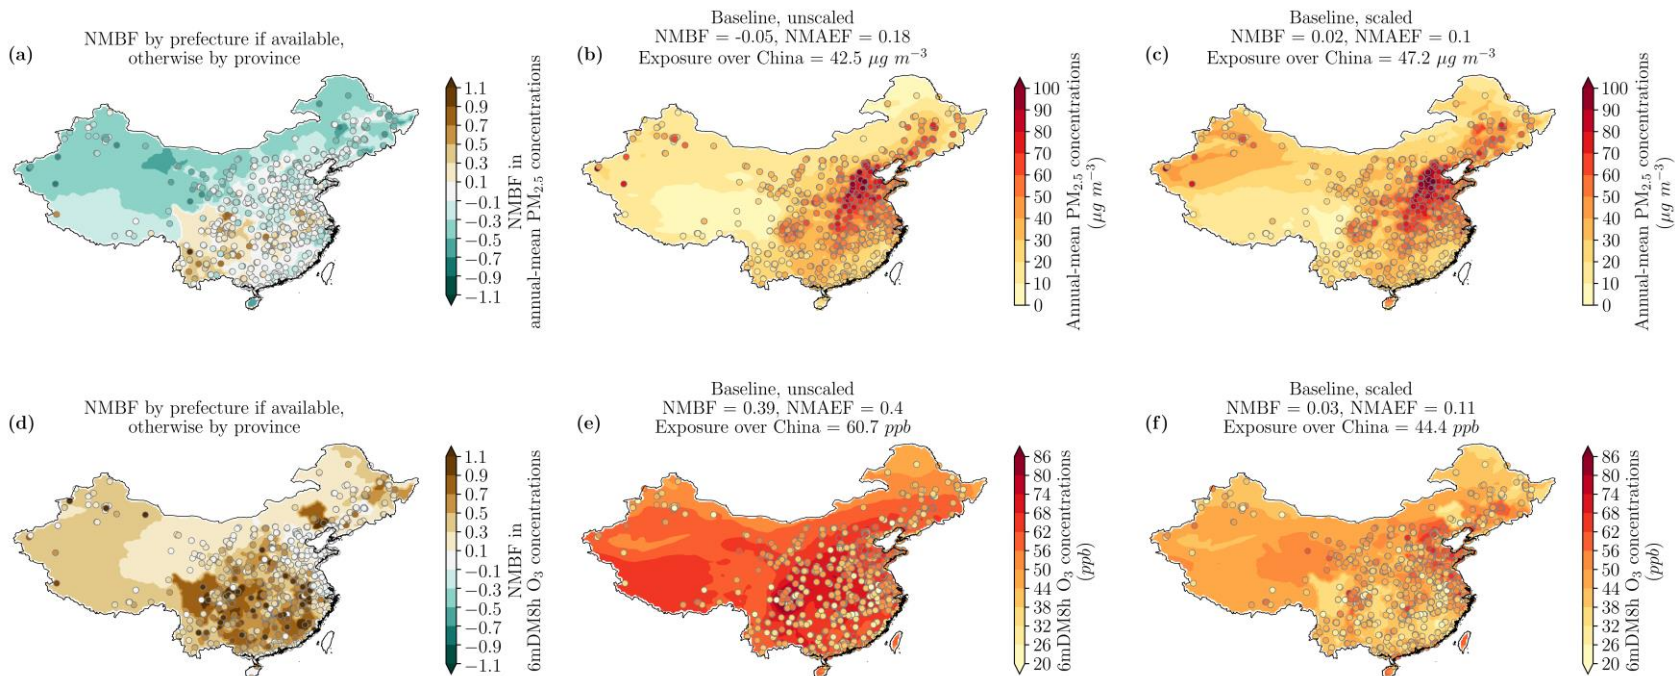 (a)
NMBF by prefecture if available,
otherwise by province
1.1
0.9
0.7
0.5
0.3
0.1
−0.1
−0.3
−0.5
−0.7
−0.9
−1.1
NMBF in
annual-mean PM2.5 concentrations
(b)
Baseline, unscaled
NMBF = -0.05, NMAEF = 0.18
Exposure over China = 42.5 μg m−3
100
90
80
70
60
50
40
30
20
10
0
Annual-mean PM2.5 concentrations
(μg m−3)
(c)
Baseline, scaled
NMBF = 0.02, NMAEF = 0.1
Exposure over China = 47.2 μg m−3
100
90
80
70
60
50
40
30
20
10
0
Annual-mean PM2.5 concentrations
(μg m−3)
(d)
NMBF by prefecture if available,
otherwise by province
1.1
0.9
0.7
0.5
0.3
0.1
−0.1
−0.3
−0.5
−0.7
−0.9
−1.1
NMBF in
6mDM8h O3 concentrations
(e)
Baseline, unscaled
NMBF = 0.39, NMAEF = 0.4
Exposure over China = 60.7 ppb
86
80
74
68
62
56
50
44
38
32
26
20
6mDM8h O3 concentrations
(ppb)
(f)
Baseline, scaled
NMBF = 0.03, NMAEF = 0.11
Exposure over China = 44.4 ppb
86
80
74
68
62
56
50
44
38
32
26
20
6mDM8h O3 concentrations
(ppb)